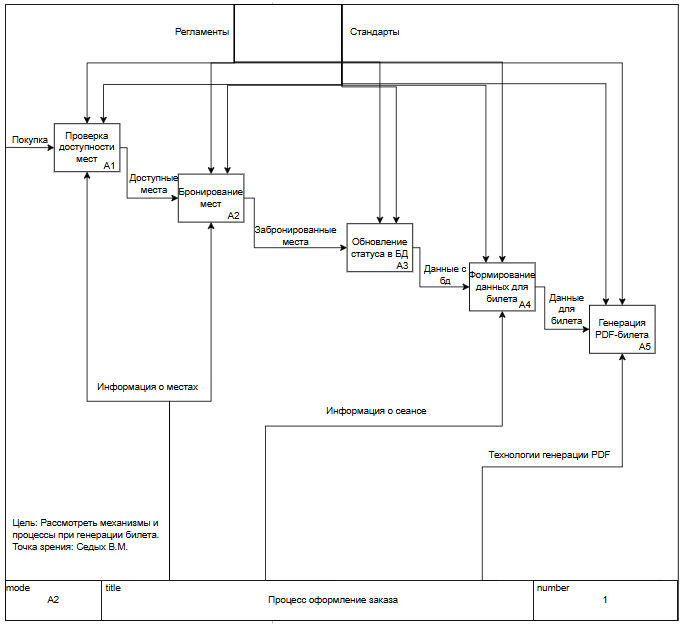 Регламенты
Стандарты
Покупка
Проверка
доступности
мест
A1
Доступные
места
Бронирование
мест
A2
Забронированные
места
Обновление
статуса в БД
A3
Данные с
бд
Формирование
данных для
билета
A4
Данные
для
билета
Генерация
PDF-билета
A5
Информация о местах
Информация о сеансе
Технологии генерации PDF
Цель: Рассмотреть механизмы и
процессы при генерации билета.
Точка зрения: Седых В.М.
mode
A2
title
Процесс оформление заказа
number
1